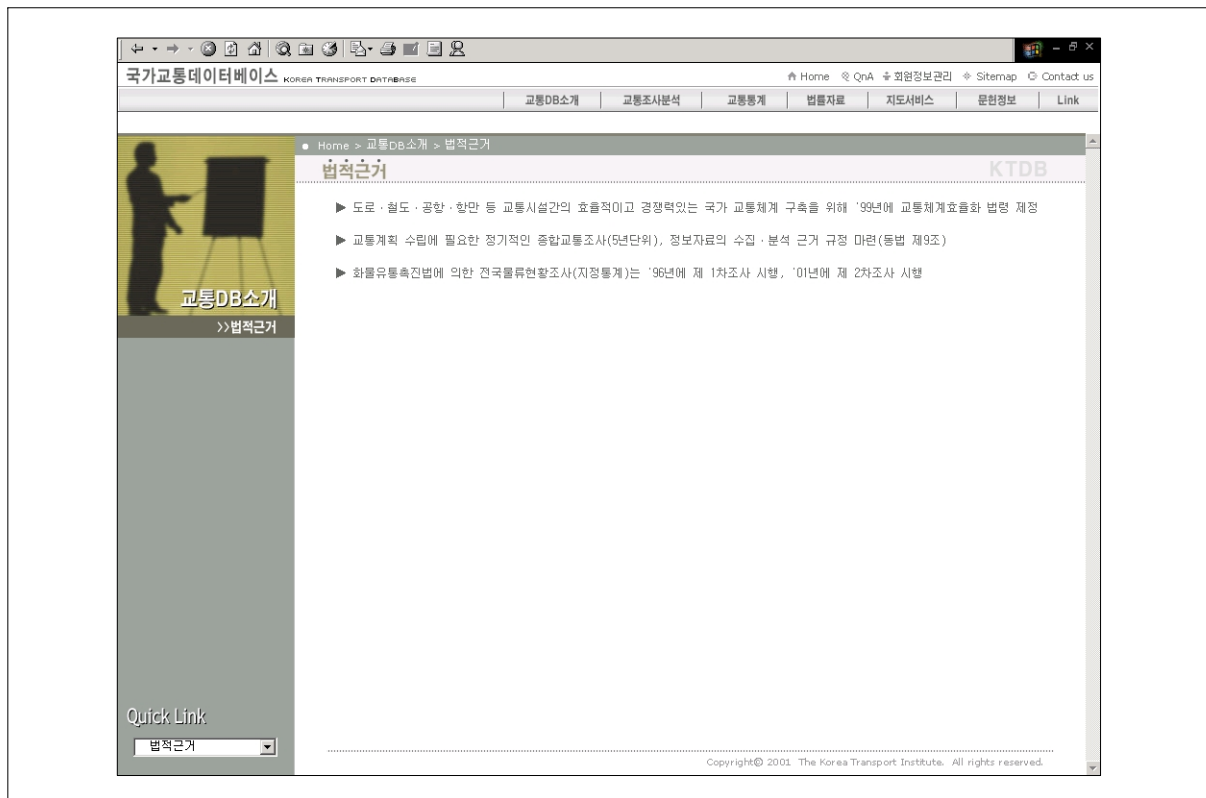 국가교통데이터베이스 KOREA TRANSPORT DATABASE
Home QnA 회원정보관리 Sitemap Contact us
교통DB소개 교통조사분석 교통통계 법률자료 지도서비스 문헌정보 Link
Home > 교통DB소개 > 법적근거
법적근거
KTDB
▶ 도로·철도·공항·항만 등 교통시설간의 효율적이고 경쟁력있는 국가 교통체계 구축을 위해 '99년에 교통체계효율화 법령 제정
▶ 교통계획 수립에 필요한 정기적인 종합교통조사(5년단위), 정보자료의 수집·분석 근거 규정 마련(동법 제9조)
▶ 화물유통촉진법에 의한 전국물류현황조사(지정통계)는 '96년에 제 1차조사 시행, '01년에 제 2차조사 시행
교통DB소개
>>법적근거
Quick Link
법적근거
Copyright© 2001 The Korea Transport Institute. All rights reserved.